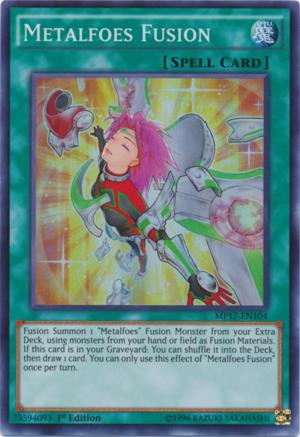 METALFOES FUSION
SPELL
魔
[SPELL CARD]
MP17-EN104
Fusion Summon 1 "Metalfoes" Fusion Monster from your Extra
Deck, using monsters from your hand or field as Fusion Materials.
If this card is in your Graveyard: You can shuffle it into the Deck,
then draw 1 card. You can only use this effect of "Metalfoes Fusion"
once per turn.
73594093
1st Edition
©1996 KAZUKI TAKAHASHI